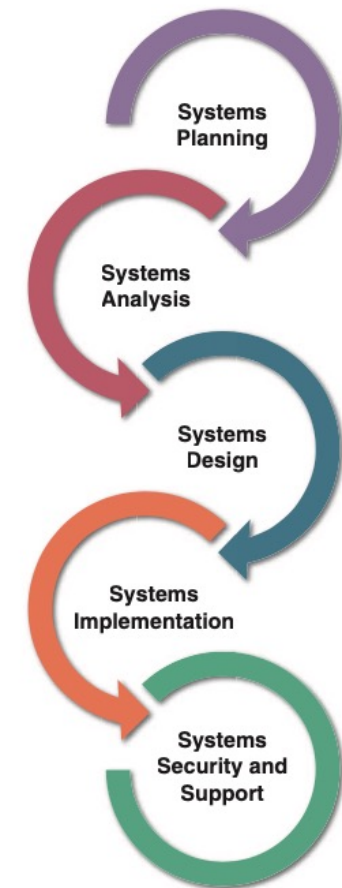 Systems
Planning
Systems
Analysis
Systems
Design
Systems
Implementation
Systems
Security and
Support